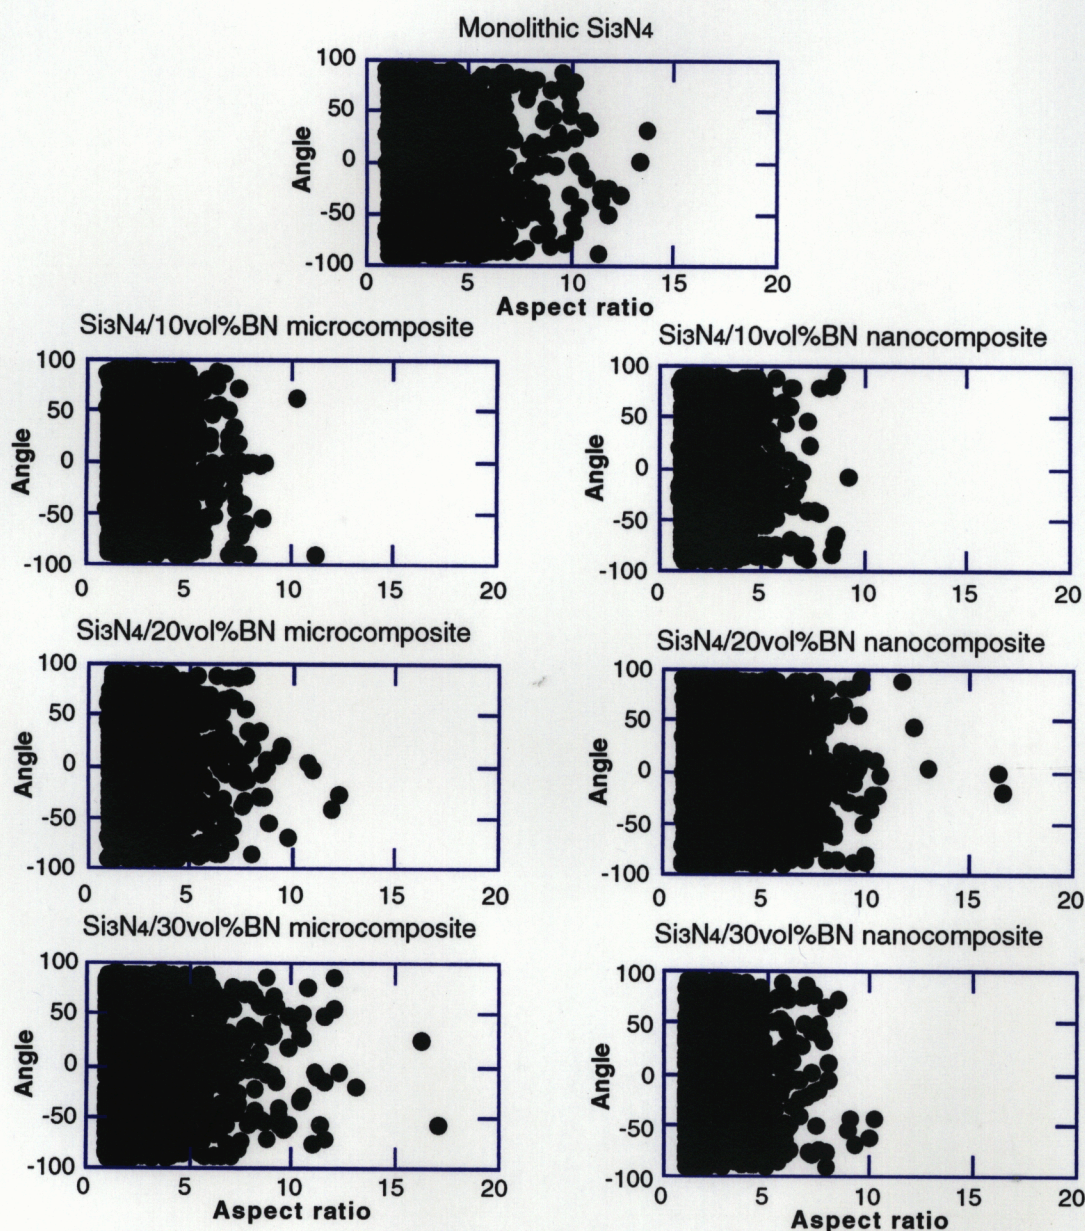 Monolithic Si3N4
100
50
0
-50
-100
Angle
0 5 10 15 20
Aspect ratio
Si3N4/10vol%BN microcomposite
100
50
0
-50
-100
Angle
0 5 10 15 20
Si3N4/10vol%BN nanocomposite
100
50
0
-50
-100
Angle
0 5 10 15 20
Si3N4/20vol%BN microcomposite
100
50
0
-50
-100
Angle
0 5 10 15 20
Si3N4/20vol%BN nanocomposite
100
50
0
-50
-100
Angle
0 5 10 15 20
Si3N4/30vol%BN microcomposite
100
50
0
-50
-100
Angle
0 5 10 15 20
Aspect ratio
Si3N4/30vol%BN nanocomposite
100
50
0
-50
-100
Angle
0 5 10 15 20
Aspect ratio